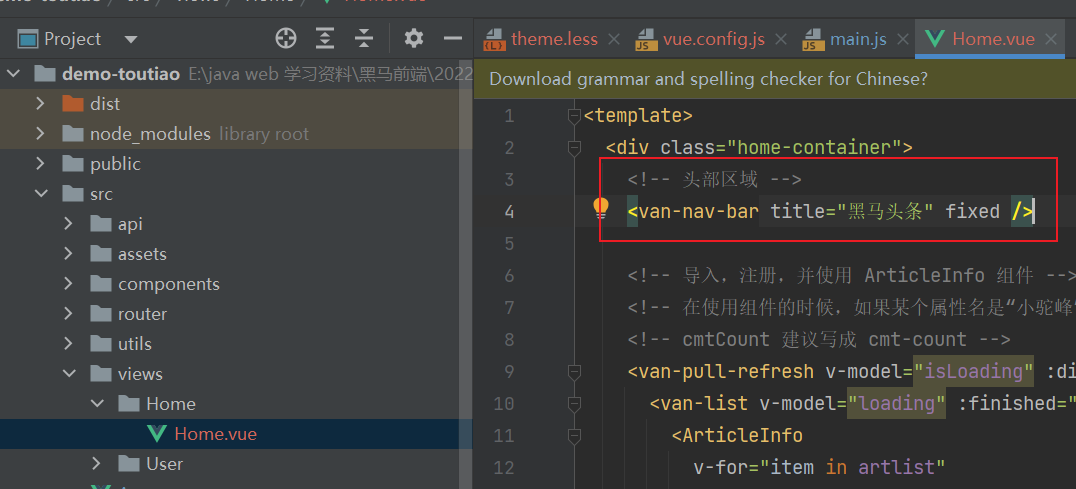 Project
demo-toutiao E:\java web 学习资料\黑马前端\2022
dist
node_modules library root
public
src
api
assets
components
router
utils
views
Home
Home.vue
User
theme.less
vue.config.js
main.js
Home.vue
Download grammar and spelling checker for Chinese?
1 <template>
2 <div class="home-container">
3 <!-- 头部区域 -->
4 <van-nav-bar title="黑马头条" fixed />
5
6 <!-- 导入，注册，并使用 ArticleInfo 组件 -->
7 <!-- 在使用组件的时候，如果某个属性名是“小驼峰
8 <!-- cmtCount 建议写成 cmt-count -->
9 <van-pull-refresh v-model="isLoading" :di
10 <van-list v-model="loading" :finished="
11 <ArticleInfo
12 v-for="item in artlist"